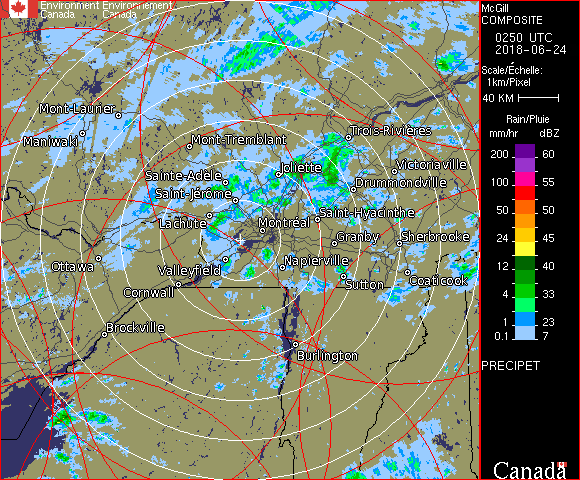 Environment Environnement
Canada Canada
McGill
COMPOSITE
0250 UTC
2018-06-24
Scale/Échelle:
1km/Pixel
40 KM
Rain/Pluie
mm/hr dBZ
200 60
150 57
100 55
50 50
24 45
12 40
4 33
1 23
0.1 7
PRECIPET
Canada
Mont-Laurier
Maniwaki
Mont-Tremblant
Trois-Rivières
Sainte-Adèle
Joliette
Victoriaville
Saint-Jérôme
Drummondville
Lachute
Montréal
Saint-Hyacinthe
Granby
Sherbrooke
Ottawa
Valleyfield
Napierville
Cornwall
Sutton
Coaticook
Brockville
Burlington